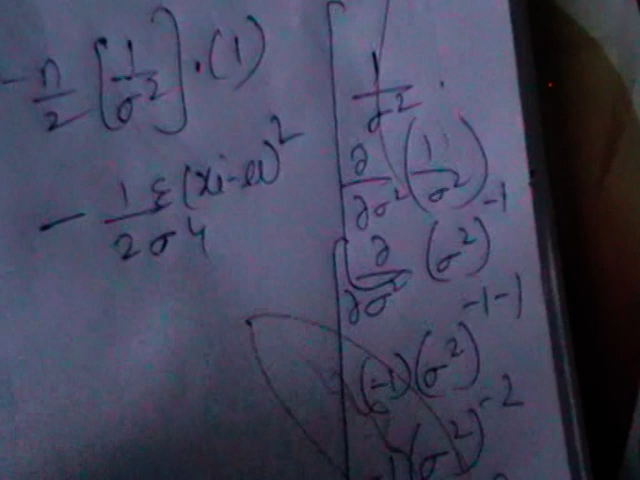 -n/2 [1/σ²] · (1)
- 1/2σ⁴ Σ(xi-μ)²
1/σ² ·
∂/∂σ² (1/σ²)
∂/∂σ² (σ²)⁻¹
(-1)(σ²)⁻¹⁻¹
-1(σ²)⁻²